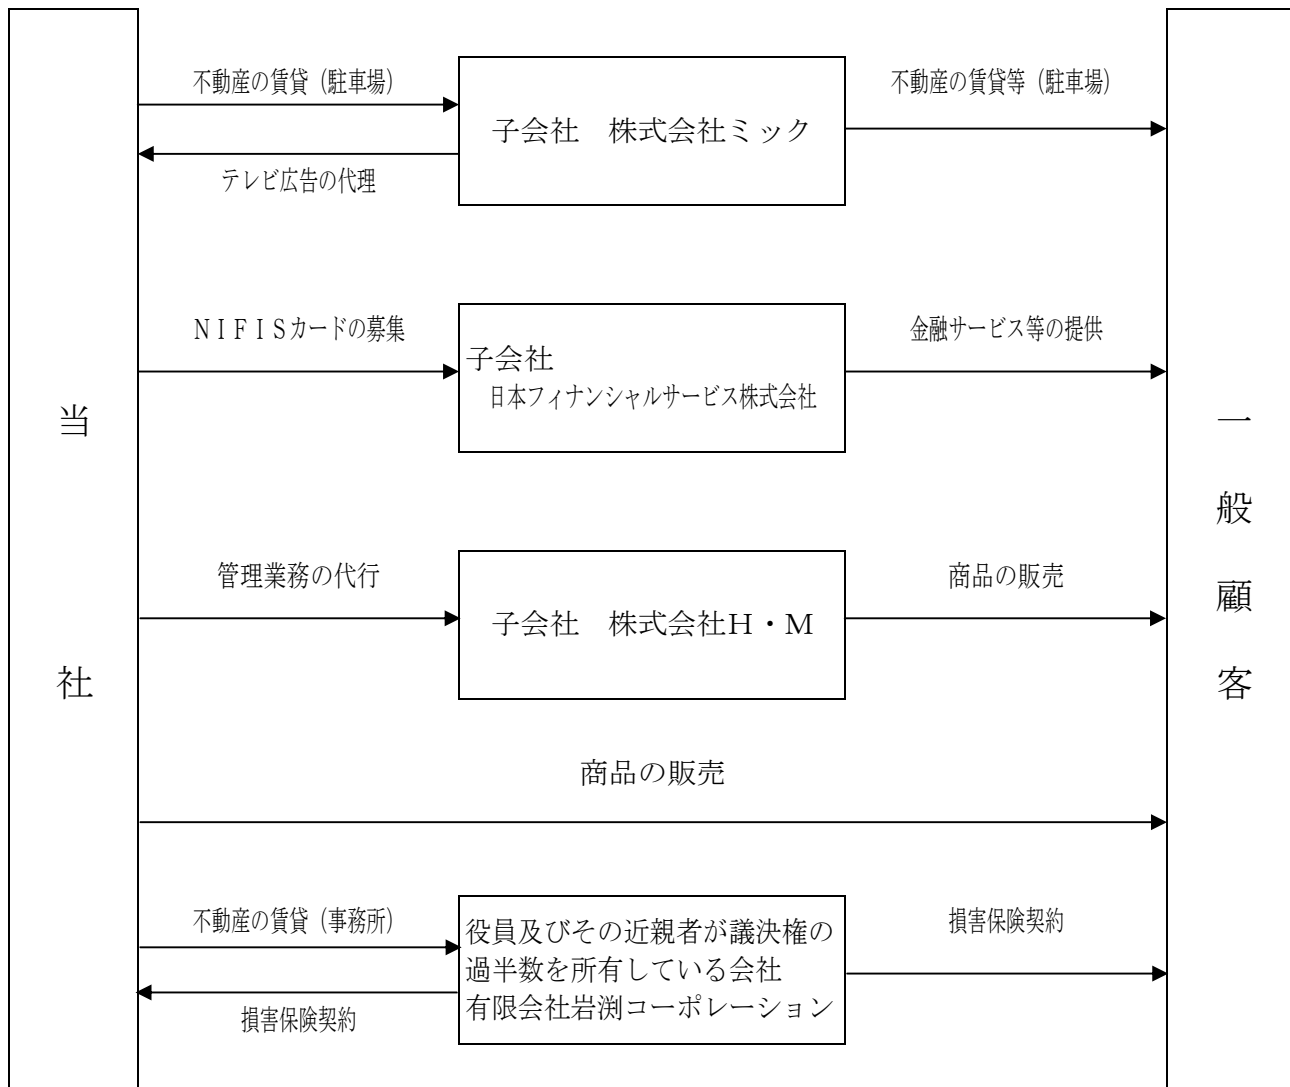 当社
不動産の賃貸（駐車場）
テレビ広告の代理
子会社　株式会社ミック
不動産の賃貸等（駐車場）
ＮＩＦＩＳカードの募集
子会社
日本フィナンシャルサービス株式会社
金融サービス等の提供
管理業務の代行
子会社　株式会社Ｈ・Ｍ
商品の販売
商品の販売
不動産の賃貸（事務所）
損害保険契約
役員及びその近親者が議決権の
過半数を所有している会社
有限会社岩渕コーポレーション
損害保険契約
一般顧客